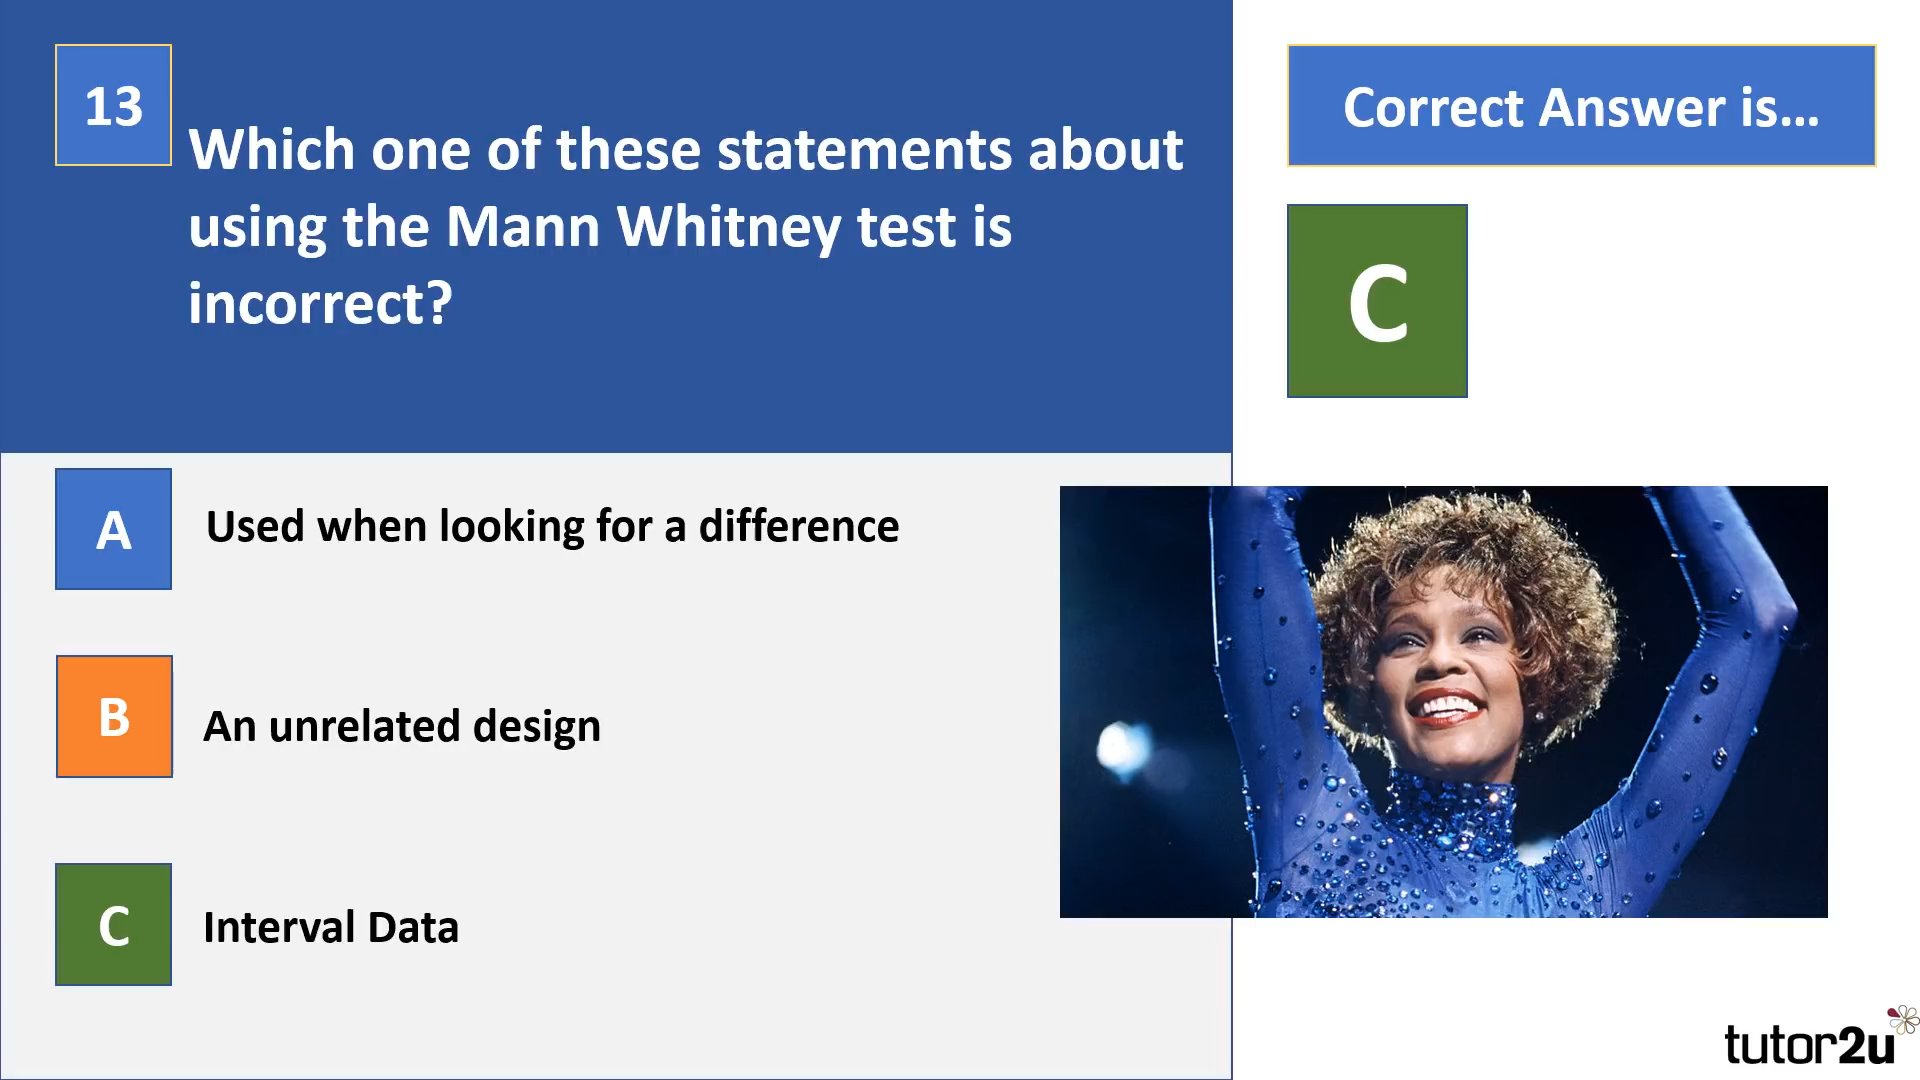 13
Which one of these statements about
using the Mann Whitney test is
incorrect?
A
Used when looking for a difference
B
An unrelated design
C
Interval Data
Correct Answer is...
C
tutor2u